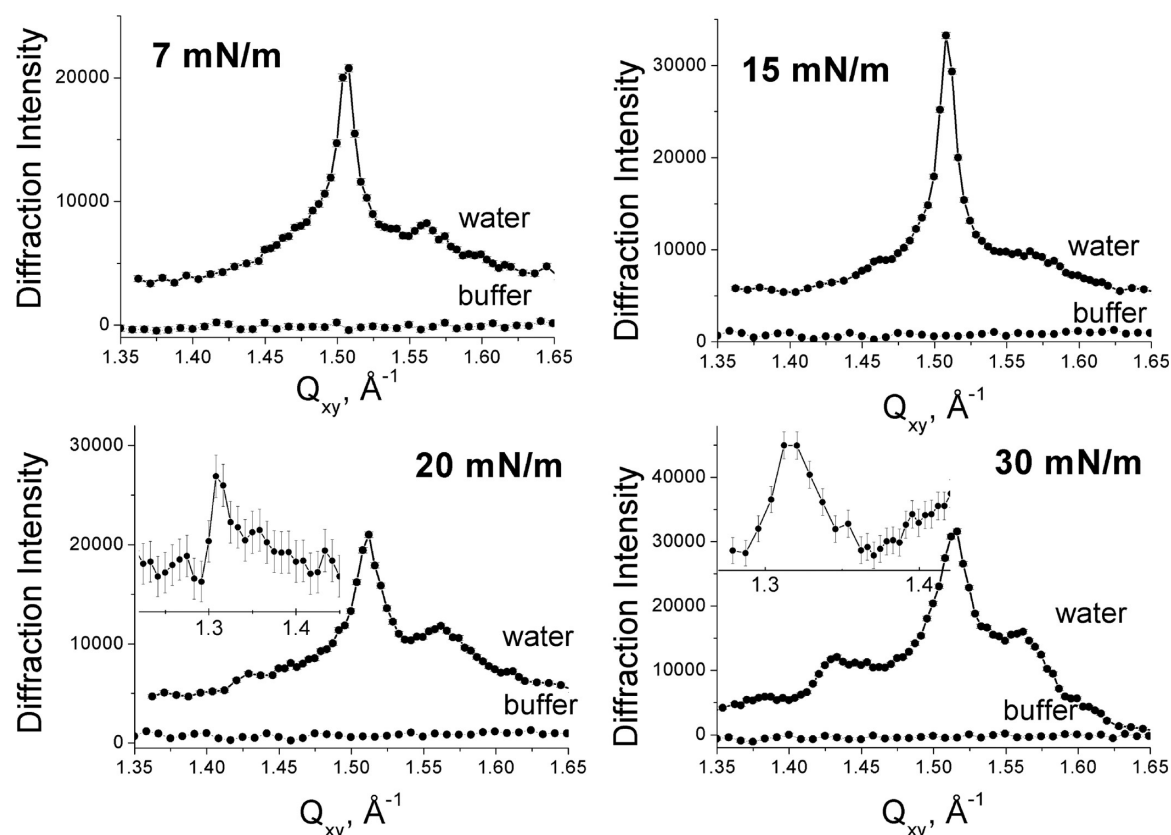 7 mN/m
Diffraction Intensity
20000
10000
0
water
buffer
1.35 1.40 1.45 1.50 1.55 1.60 1.65
Qxy, Å-1
15 mN/m
Diffraction Intensity
30000
20000
10000
0
water
buffer
1.35 1.40 1.45 1.50 1.55 1.60 1.65
Qxy, Å-1
20 mN/m
Diffraction Intensity
30000
20000
10000
0
1.3 1.4
water
buffer
1.35 1.40 1.45 1.50 1.55 1.60 1.65
Qxy, Å-1
30 mN/m
Diffraction Intensity
50000
40000
30000
20000
10000
0
1.3 1.4
water
buffer
1.35 1.40 1.45 1.50 1.55 1.60 1.65
Qxy, Å-1